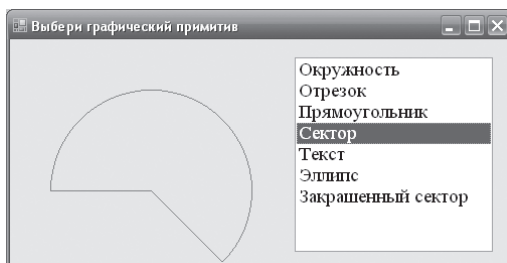 Выбери графический примитив
Окружность
Отрезок
Прямоугольник
Сектор
Текст
Эллипс
Закрашенный сектор